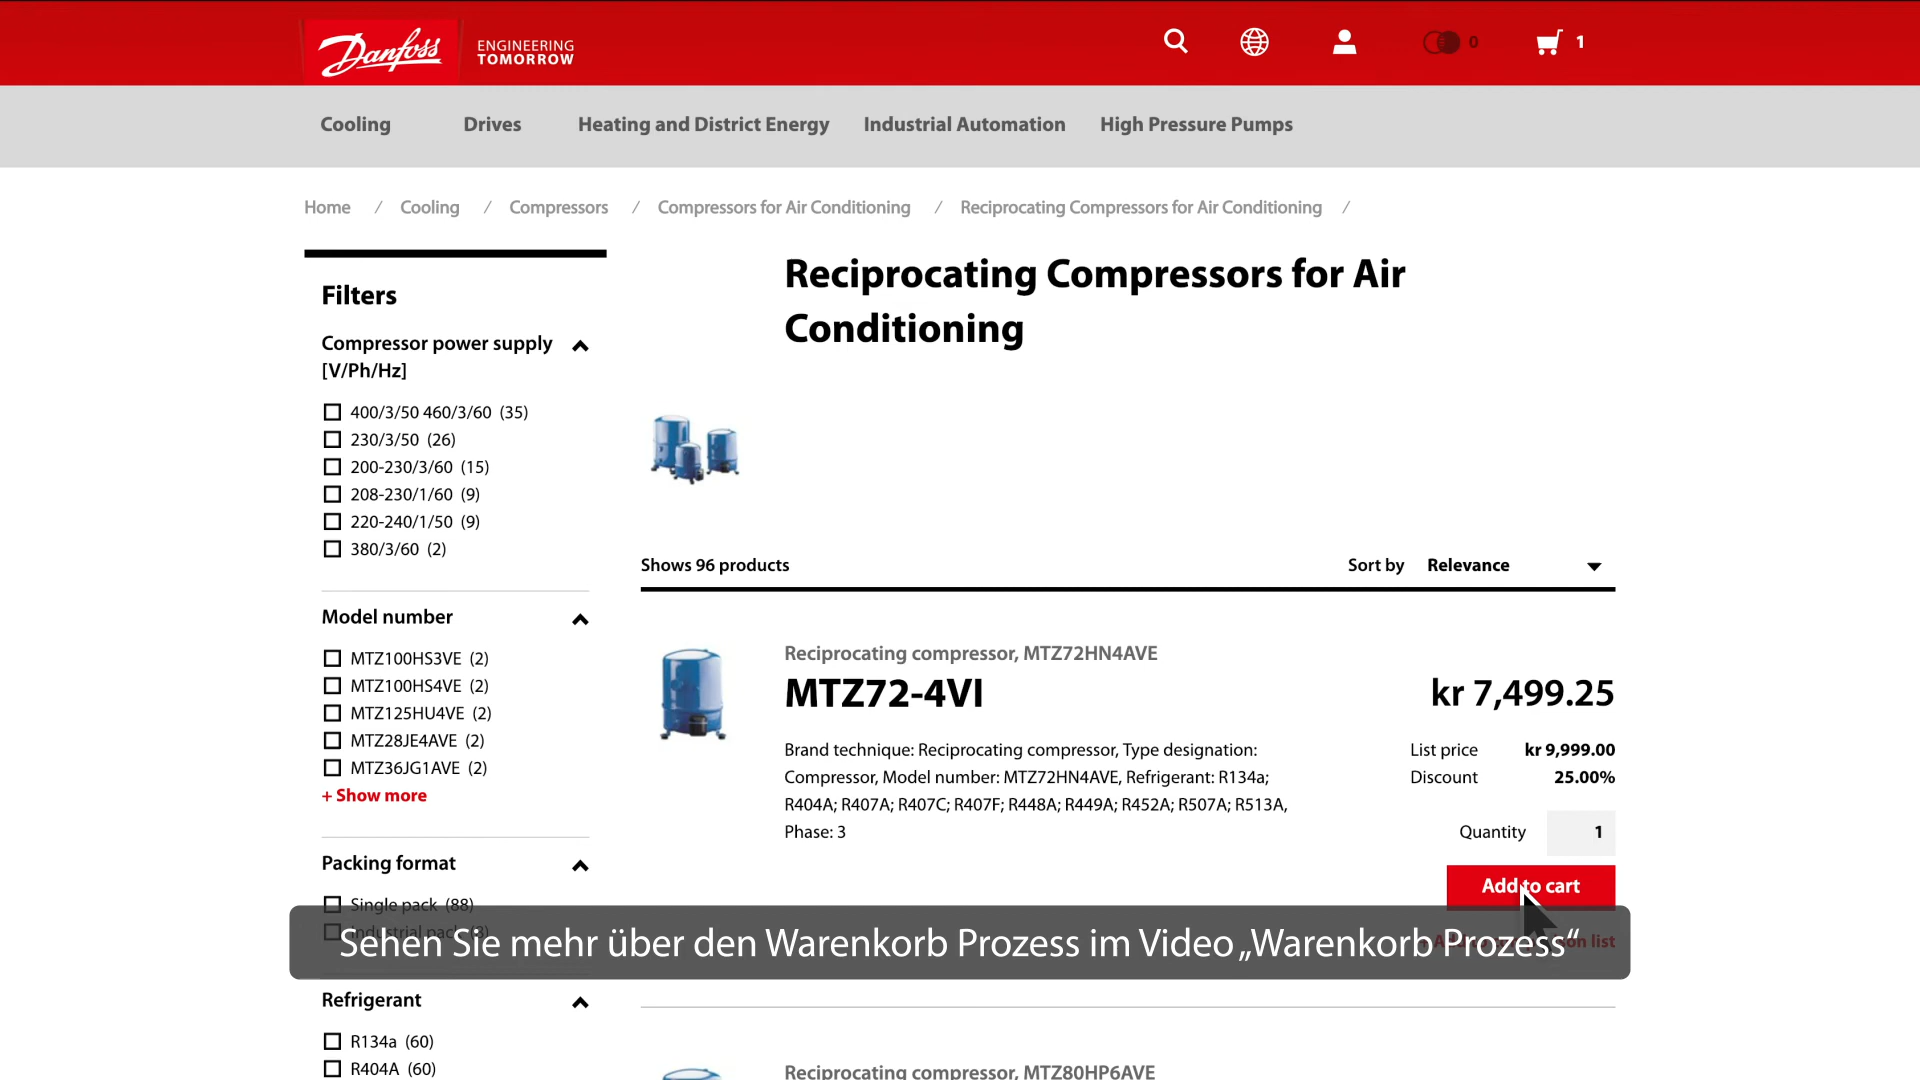 Danfoss
ENGINEERING
TOMORROW
0
1
Cooling
Drives
Heating and District Energy
Industrial Automation
High Pressure Pumps
Home / Cooling / Compressors / Compressors for Air Conditioning / Reciprocating Compressors for Air Conditioning /
Filters
Compressor power supply
[V/Ph/Hz]
400/3/50 460/3/60 (35)
230/3/50 (26)
200-230/3/60 (15)
208-230/1/60 (9)
220-240/1/50 (9)
380/3/60 (2)
Model number
MTZ100HS3VE (2)
MTZ100HS4VE (2)
MTZ125HU4VE (2)
MTZ28JE4AVE (2)
MTZ36JG1AVE (2)
+ Show more
Packing format
Single pack (88)
Industrial pack (8)
Refrigerant
R134a (60)
R404A (60)
Reciprocating Compressors for Air
Conditioning
Shows 96 products
Sort by Relevance
Reciprocating compressor, MTZ72HN4AVE
MTZ72-4VI
kr 7,499.25
Brand technique: Reciprocating compressor, Type designation:
Compressor, Model number: MTZ72HN4AVE, Refrigerant: R134a;
R404A; R407A; R407C; R407F; R448A; R449A; R452A; R507A; R513A,
Phase: 3
List price kr 9,999.00
Discount 25.00%
Quantity 1
Add to cart
list
Sehen Sie mehr über den Warenkorb Prozess im Video „Warenkorb Prozess“
Reciprocating compressor, MTZ80HP6AVE